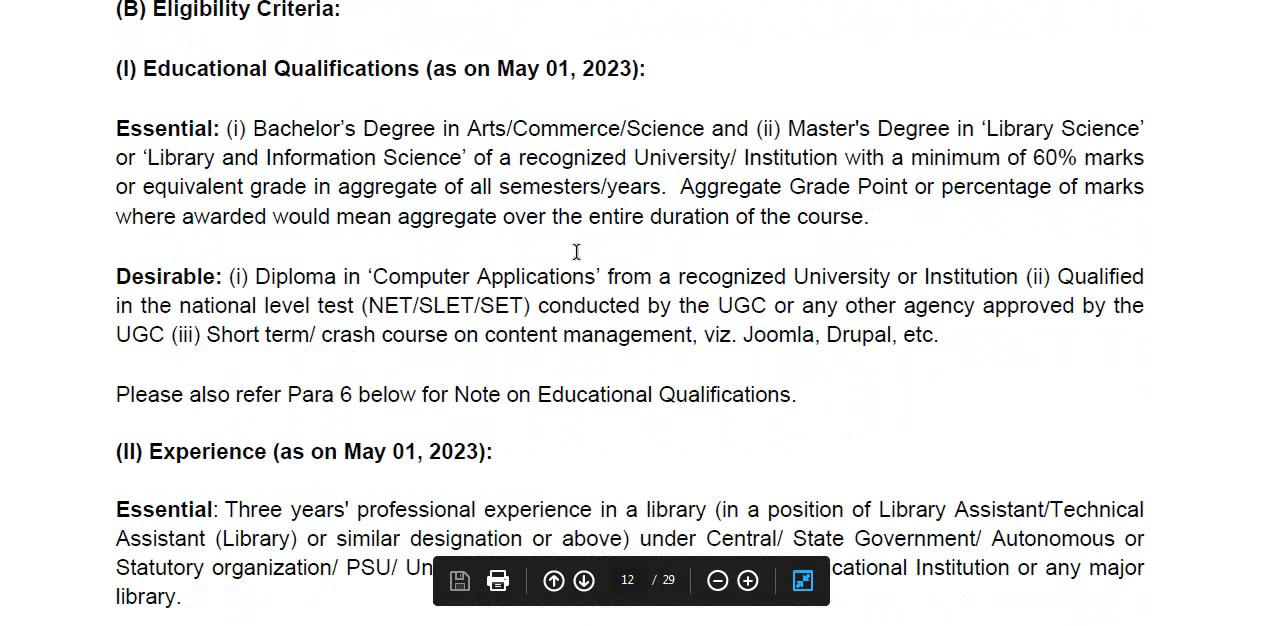 (B) Eligibility Criteria:
(I) Educational Qualifications (as on May 01, 2023):
Essential: (i) Bachelor’s Degree in Arts/Commerce/Science and (ii) Master's Degree in ‘Library Science’
or ‘Library and Information Science’ of a recognized University/ Institution with a minimum of 60% marks
or equivalent grade in aggregate of all semesters/years.  Aggregate Grade Point or percentage of marks
where awarded would mean aggregate over the entire duration of the course.
Desirable: (i) Diploma in ‘Computer Applications’ from a recognized University or Institution (ii) Qualified
in the national level test (NET/SLET/SET) conducted by the UGC or any other agency approved by the
UGC (iii) Short term/ crash course on content management, viz. Joomla, Drupal, etc.
Please also refer Para 6 below for Note on Educational Qualifications.
(II) Experience (as on May 01, 2023):
Essential: Three years' professional experience in a library (in a position of Library Assistant/Technical
Assistant (Library) or similar designation or above) under Central/ State Government/ Autonomous or
Statutory organization/ PSU/ Un cational Institution or any major
library.
12 / 29